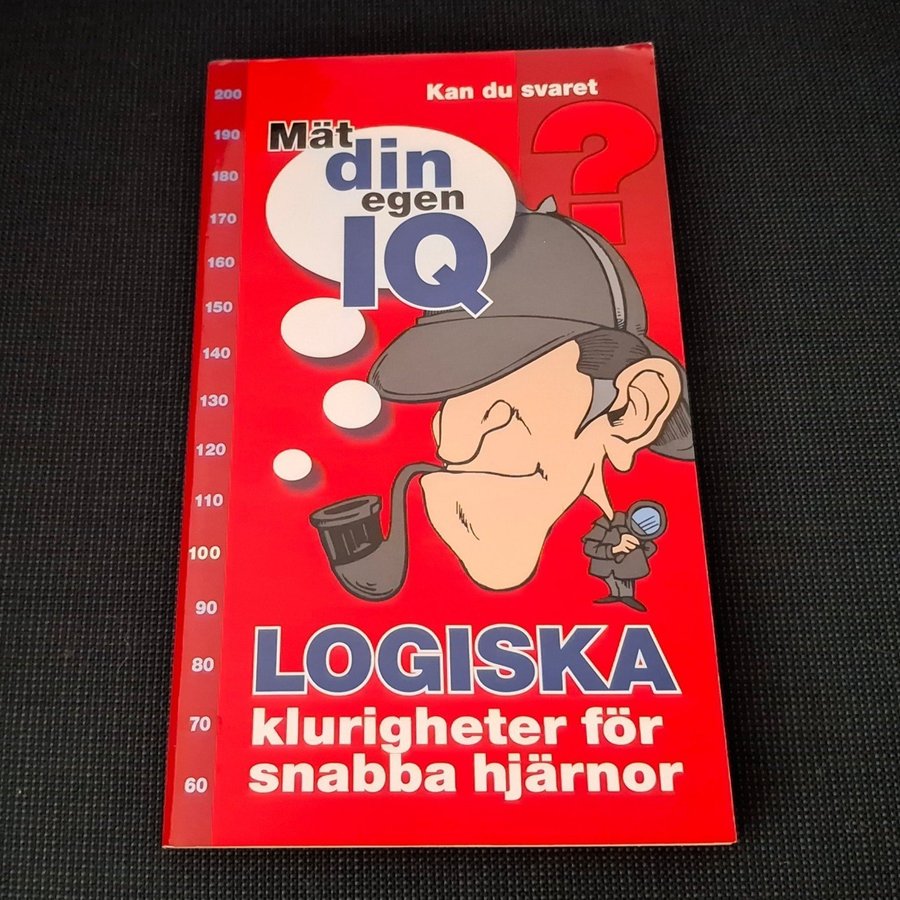 Kan du svaret
?
Mät
din
egen
IQ
200
190
180
170
160
150
140
130
120
110
100
90
80
70
60
LOGISKA
klurigheter för
snabba hjärnor